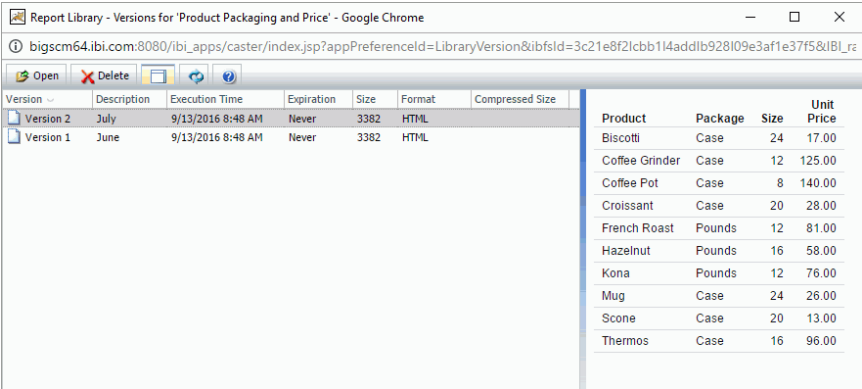 Report Library - Versions for 'Product Packaging and Price' - Google Chrome
bigscm64.ibi.com:8080/ibi_apps/caster/index.jsp?appPreferenceId=LibraryVersion&ibfsId=3c21e8f2lcbb1l4addlb928l09e3af1e37f5&IBI_ra
Open Delete
Version Description Execution Time Expiration Size Format Compressed Size
Version 2 July 9/13/2016 8:48 AM Never 3382 HTML
Version 1 June 9/13/2016 8:48 AM Never 3382 HTML
Unit
Product Package Size Price
Biscotti Case 24 17.00
Coffee Grinder Case 12 125.00
Coffee Pot Case 8 140.00
Croissant Case 20 28.00
French Roast Pounds 12 81.00
Hazelnut Pounds 16 58.00
Kona Pounds 12 76.00
Mug Case 24 26.00
Scone Case 20 13.00
Thermos Case 16 96.00